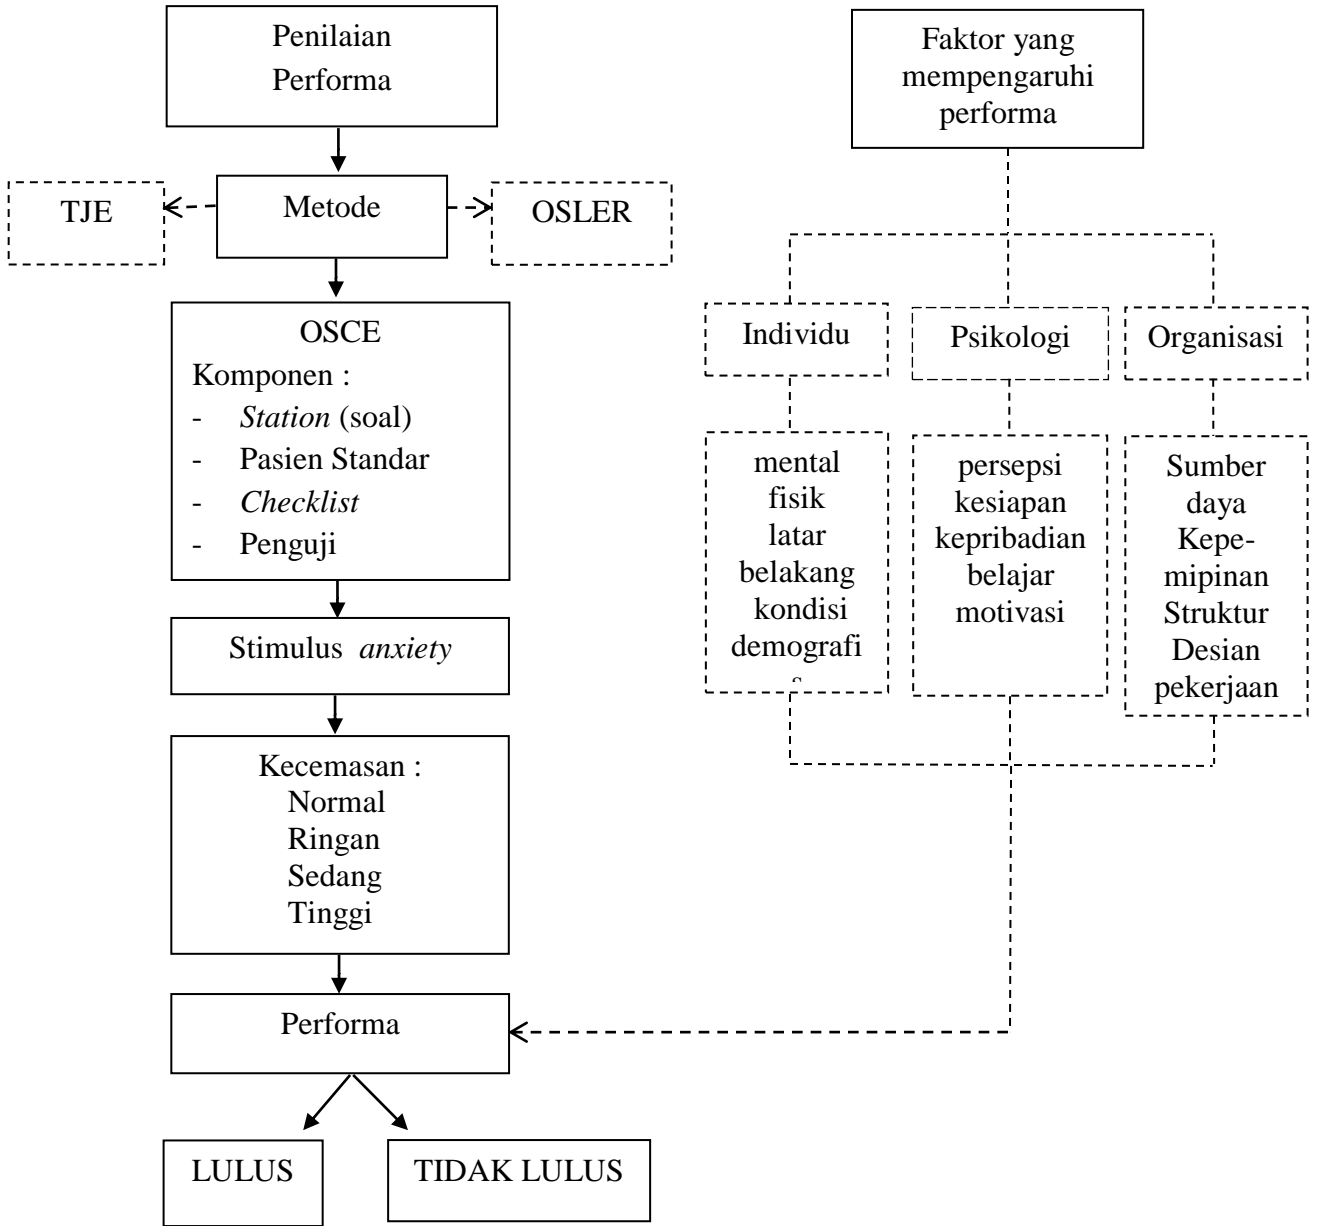 Penilaian
Performa
Metode
TJE
OSLER
OSCE
Komponen :
- Station (soal)
- Pasien Standar
- Checklist
- Penguji
Stimulus anxiety
Kecemasan :
Normal
Ringan
Sedang
Tinggi
Performa
LULUS
TIDAK LULUS
Faktor yang
mempengaruhi
performa
Individu
Psikologi
Organisasi
mental
fisik
latar
belakang
kondisi
demografi
persepsi
kesiapan
kepribadian
belajar
motivasi
Sumber
daya
Kepe-
mipinan
Struktur
Desian
pekerjaan